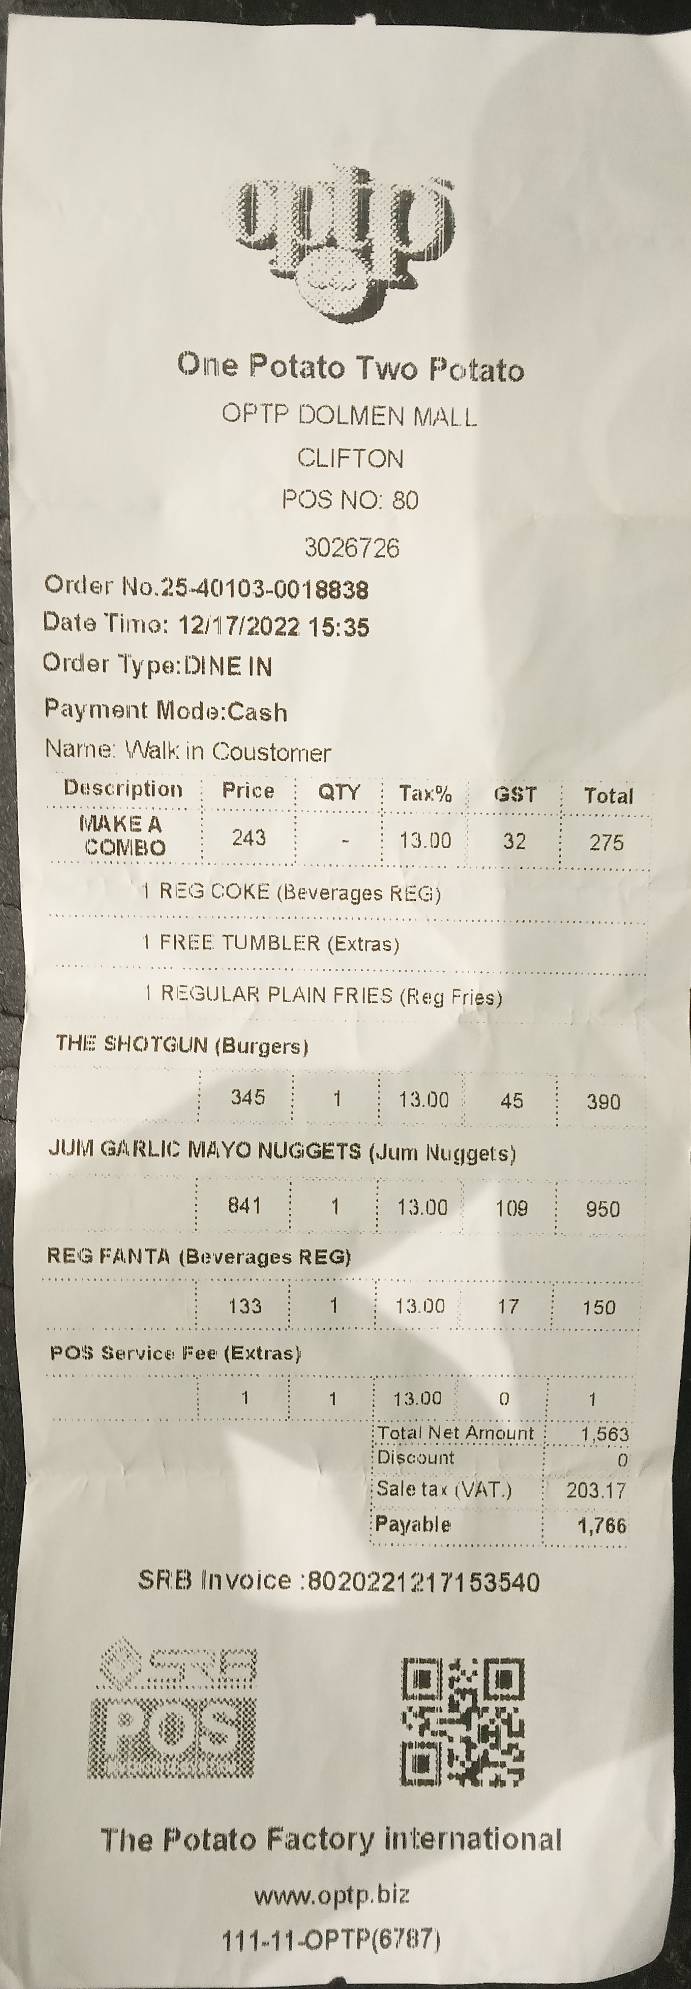 optp
One Potato Two Potato
OPTP DOLMEN MALL
CLIFTON
POS NO: 80
3026726
Order No.25-40103-0018838
Date Time: 12/17/2022 15:35
Order Type:DINE IN
Payment Mode:Cash
Name: Walk in Coustomer
Description Price QTY Tax% GST Total
MAKE A COMBO 243 - 13.00 32 275
1 REG COKE (Beverages REG)
1 FREE TUMBLER (Extras)
1 REGULAR PLAIN FRIES (Reg Fries)
THE SHOTGUN (Burgers)
345 1 13.00 45 390
JUM GARLIC MAYO NUGGETS (Jum Nuggets)
841 1 13.00 109 950
REG FANTA (Beverages REG)
133 1 13.00 17 150
POS Service Fee (Extras)
1 1 13.00 0 1
Total Net Amount 1,563
Discount 0
Sale tax (VAT.) 203.17
Payable 1,766
SRB Invoice :8020221217153540
SRB
POS
The Potato Factory international
www.optp.biz
111-11-OPTP(6787)